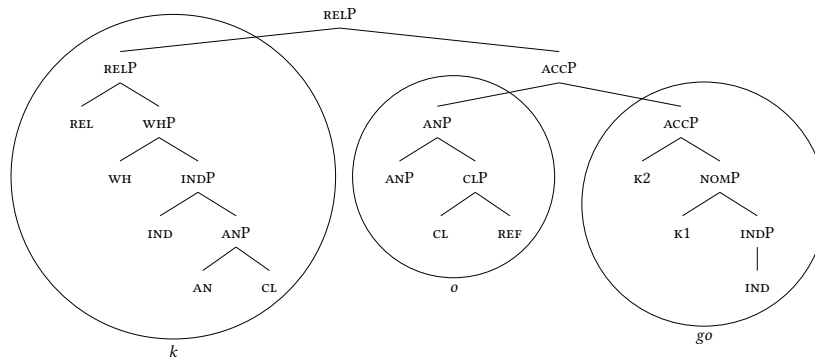 RELP
RELP ACCP
REL WHP ANP ACCP
WH INDP ANP CLP K2 NOMP
IND ANP CL REF K1 INDP
AN CL o IND
k go